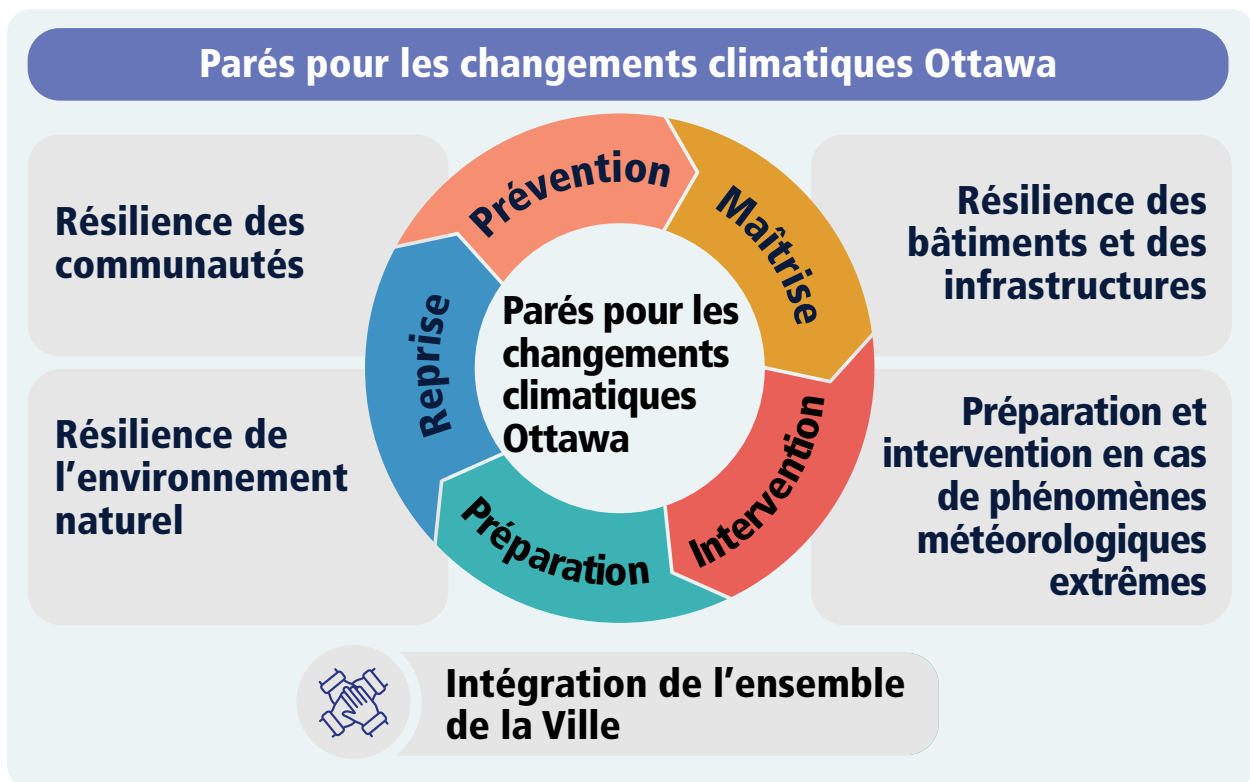 Parés pour les changements climatiques Ottawa
Résilience des
communautés
Résilience de
l’environnement
naturel
Prévention
Maîtrise
Intervention
Préparation
Reprise
Parés pour les
changements
climatiques
Ottawa
Résilience des
bâtiments et des
infrastructures
Préparation et
intervention en cas
de phénomènes
météorologiques
extrêmes
Intégration de l’ensemble
de la Ville